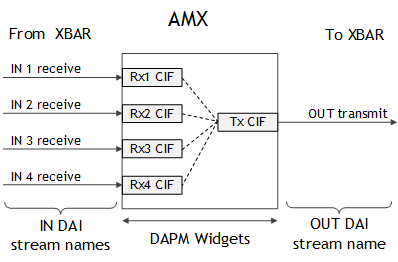 AMX
From XBAR
To XBAR
IN 1 receive
Rx1 CIF
IN 2 receive
Rx2 CIF
Tx CIF
OUT transmit
IN 3 receive
Rx3 CIF
IN 4 receive
Rx4 CIF
IN DAI
stream names
DAPM Widgets
OUT DAI
stream name